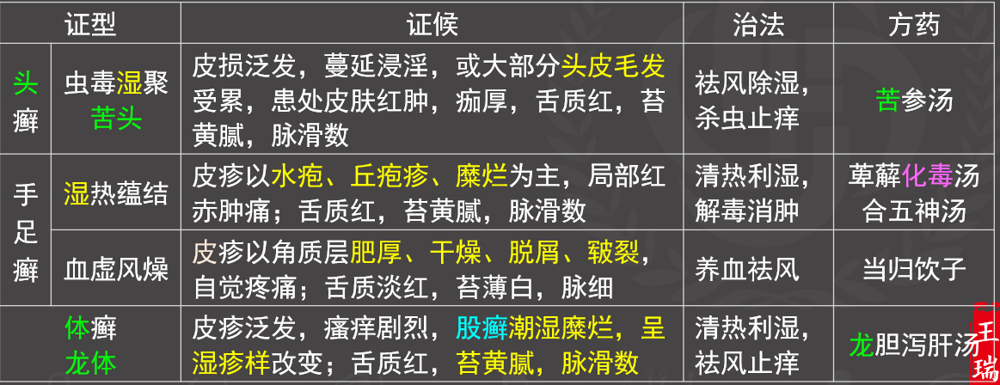 证型 证候 治法 方药
头癣
虫毒湿聚
苦头
皮损泛发，蔓延浸淫，或大部分头皮毛发
受累，患处皮肤红肿，痂厚，舌质红，苔
黄腻，脉滑数
祛风除湿，
杀虫止痒
苦参汤
手足癣
湿热蕴结
皮疹以水疱、丘疱疹、糜烂为主，局部红
赤肿痛；舌质红，苔黄腻，脉滑数
清热利湿，
解毒消肿
萆薢化毒汤
合五神汤
血虚风燥
皮疹以角质层肥厚、干燥、脱屑、皲裂，
自觉疼痛；舌质淡红，苔薄白，脉细
养血祛风
当归饮子
体癣
龙体
皮疹泛发，瘙痒剧烈，股癣潮湿糜烂，呈
湿疹样改变；舌质红，苔黄腻，脉滑数
清热利湿，
祛风止痒
龙胆泻肝汤
王瑞